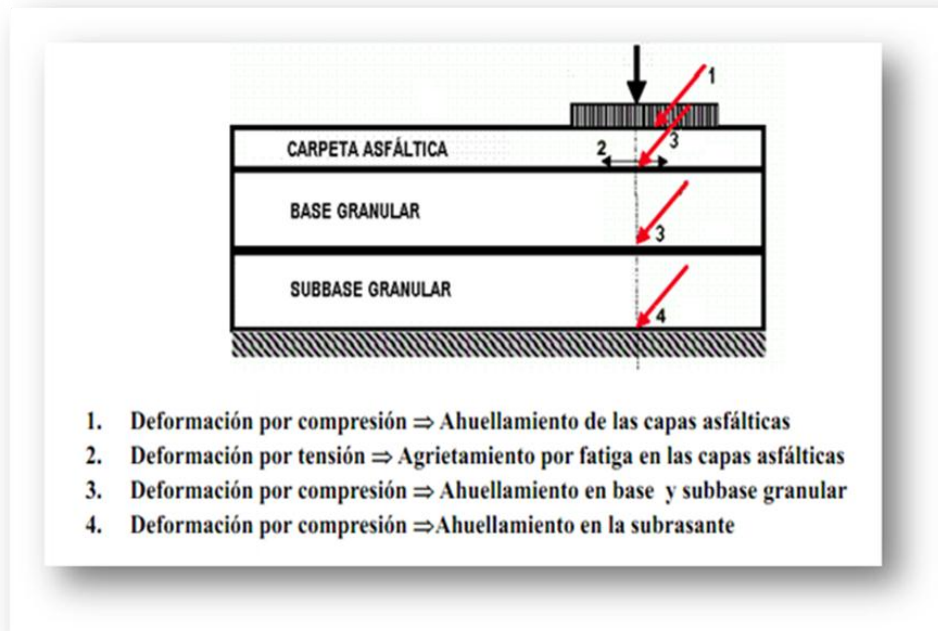 1
CARPETA ASFÁLTICA
2
3
BASE GRANULAR
3
SUBBASE GRANULAR
4
1. Deformación por compresión ⇒ Ahuellamiento de las capas asfálticas
2. Deformación por tensión ⇒ Agrietamiento por fatiga en las capas asfálticas
3. Deformación por compresión ⇒ Ahuellamiento en base y subbase granular
4. Deformación por compresión ⇒Ahuellamiento en la subrasante